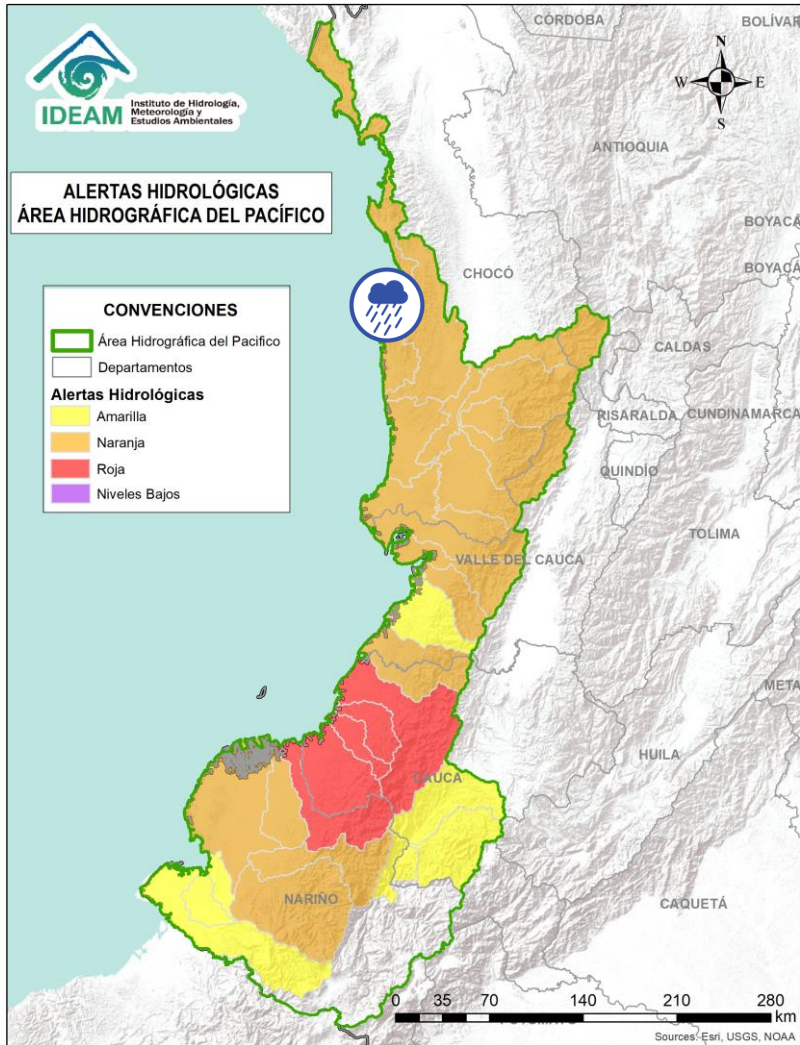 CÓRDOBA
BOLÍVAR
N
W E
S
IDEAM
Instituto de Hidrología,
Meteorología y
Estudios Ambientales
ANTIOQUIA
ALERTAS HIDROLÓGICAS
ÁREA HIDROGRÁFICA DEL PACÍFICO
BOYACÁ
CHOCÓ
BOYACÁ
CONVENCIONES
Área Hidrográfica del Pacifico
Departamentos
Alertas Hidrológicas
Amarilla
Naranja
Roja
Niveles Bajos
CALDAS
RISARALDA
CUNDINAMARCA
QUINDÍO
TOLIMA
VALLE DEL CAUCA
META
HUILA
CAUCA
NARIÑO
CAQUETÁ
0 35 70 140 210 280
km
Sources: Esri, USGS, NOAA